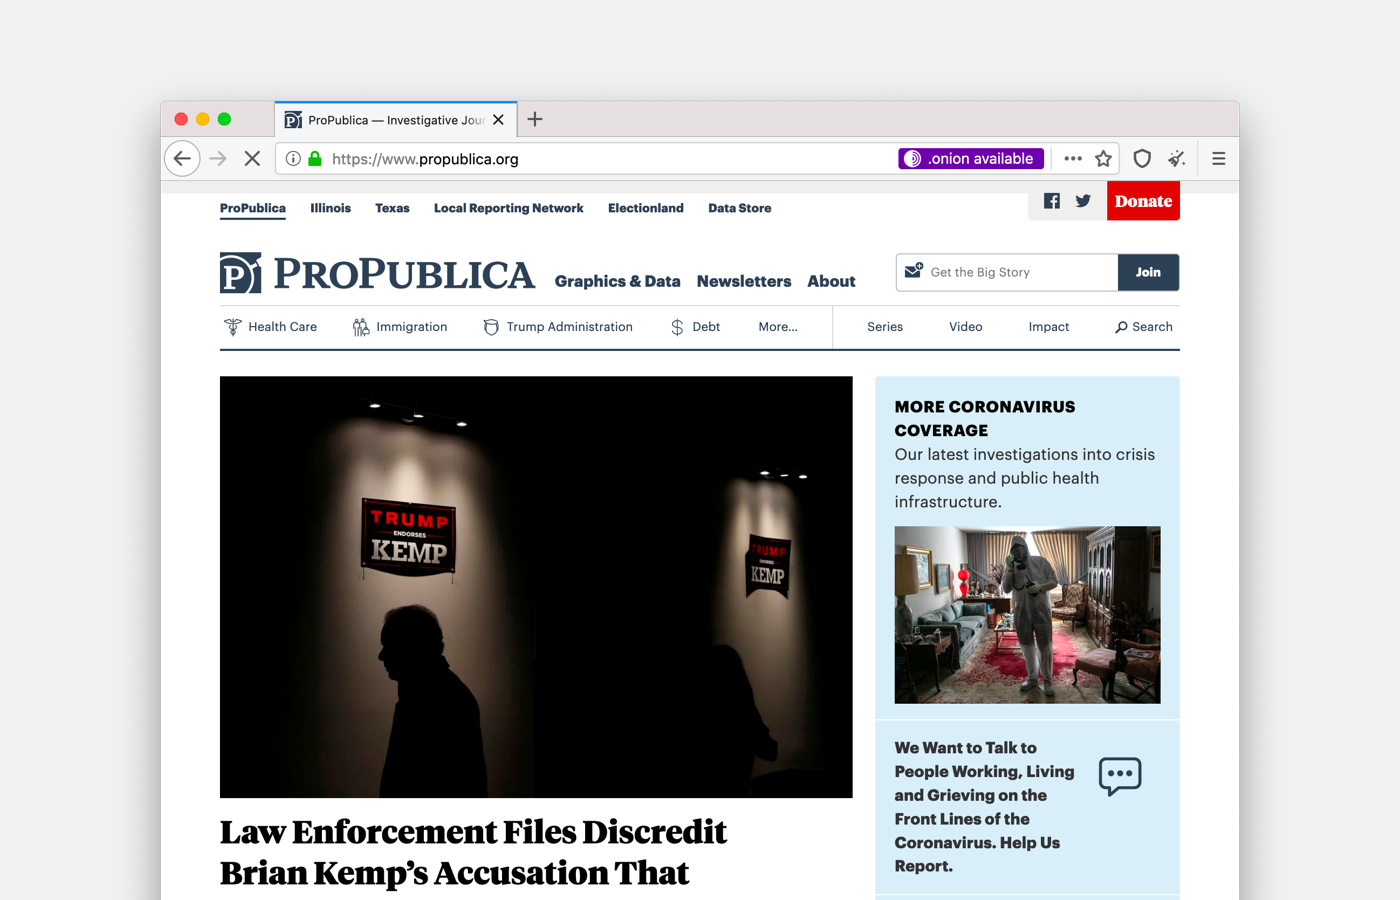 ProPublica — Investigative Jour
https://www.propublica.org
.onion available
ProPublica Illinois Texas Local Reporting Network Electionland Data Store
Donate
PROPUBLICA
Graphics & Data Newsletters About
Get the Big Story
Join
Health Care Immigration Trump Administration Debt More... Series Video Impact Search
TRUMP
ENDORSES
KEMP
TRUMP
ENDORSES
KEMP
Law Enforcement Files Discredit
Brian Kemp’s Accusation That
MORE CORONAVIRUS
COVERAGE
Our latest investigations into crisis
response and public health
infrastructure.
We Want to Talk to
People Working, Living
and Grieving on the
Front Lines of the
Coronavirus. Help Us
Report.